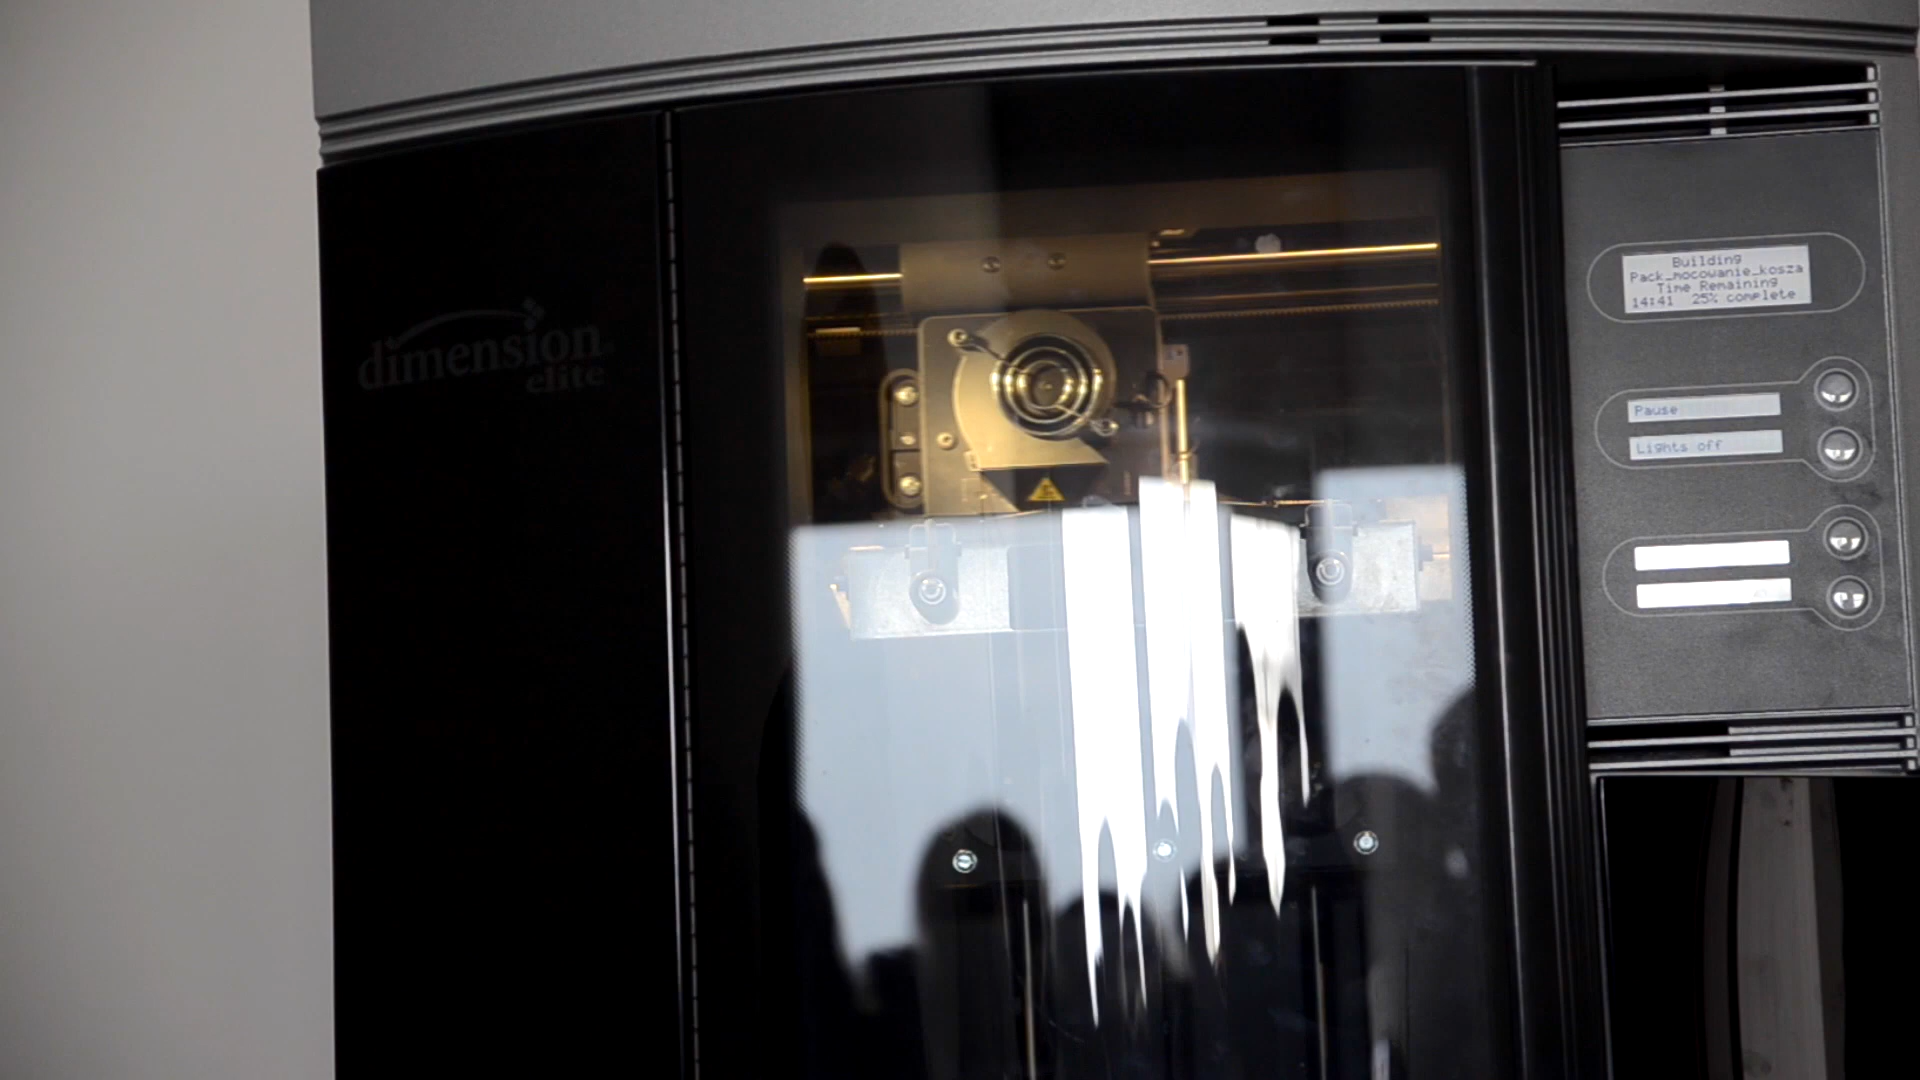 dimension
elite
Building
Pack_mocowanie_kosza
Time Remaining
14:41 25% complete
Pause
Lights off